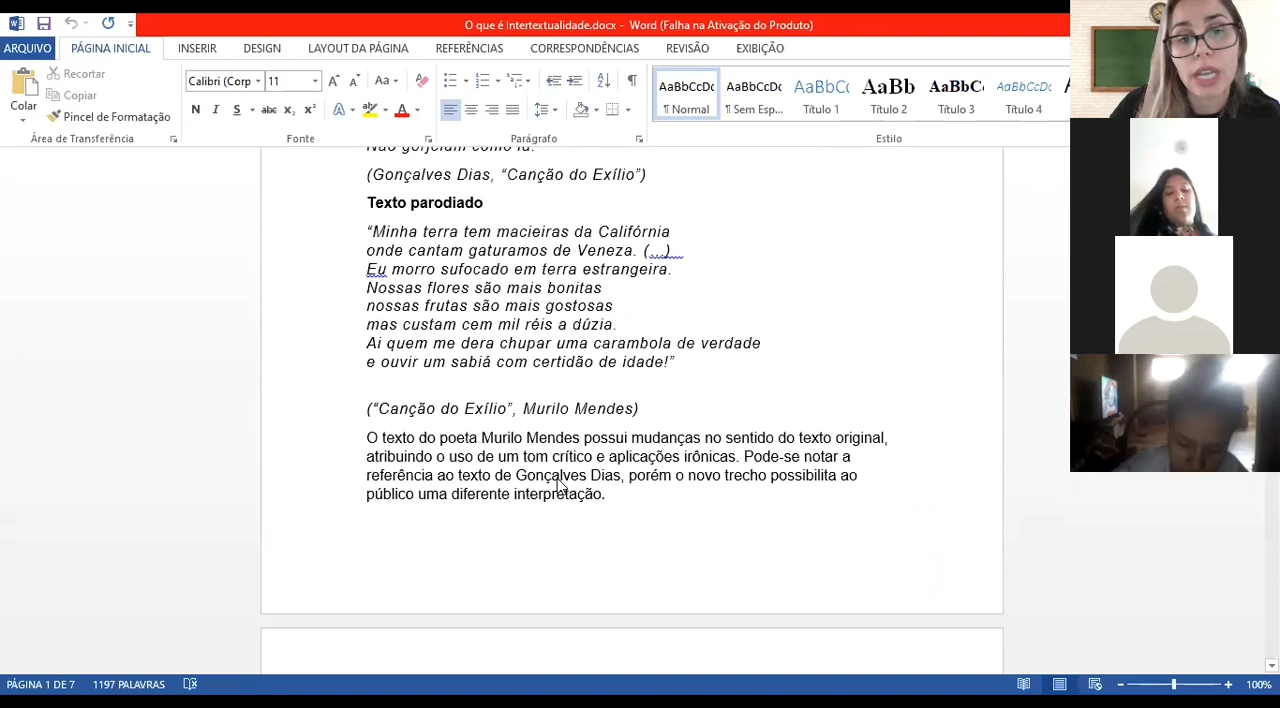 O que é Intertextualidade.docx - Word (Falha na Ativação do Produto)
ARQUIVO PÁGINA INICIAL INSERIR DESIGN LAYOUT DA PÁGINA REFERÊNCIAS CORRESPONDÊNCIAS REVISÃO EXIBIÇÃO
Colar
Recortar
Copiar
Pincel de Formatação
Área de Transferência
Calibri (Corp 11
N I S abc x₂ x²
Fonte
Parágrafo
AaBbCcDc AaBbCcDc AaBbCc AaBb AaBbC AaBbCcDc
¶ Normal ¶ Sem Esp... Título 1 Título 2 Título 3 Título 4
Estilo
Não gorjeiam como lá.
(Gonçalves Dias, “Canção do Exílio”)
Texto parodiado
“Minha terra tem macieiras da Califórnia
onde cantam gaturamos de Veneza. (...)
Eu morro sufocado em terra estrangeira.
Nossas flores são mais bonitas
nossas frutas são mais gostosas
mas custam cem mil réis a dúzia.
Ai quem me dera chupar uma carambola de verdade
e ouvir um sabiá com certidão de idade!”
(“Canção do Exílio”, Murilo Mendes)
O texto do poeta Murilo Mendes possui mudanças no sentido do texto original,
atribuindo o uso de um tom crítico e aplicações irônicas. Pode-se notar a
referência ao texto de Gonçalves Dias, porém o novo trecho possibilita ao
público uma diferente interpretação.
PÁGINA 1 DE 7 1197 PALAVRAS
100%